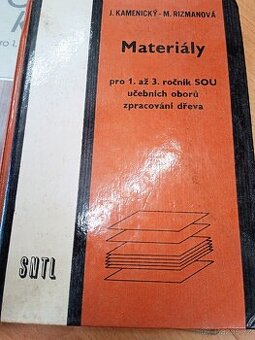 J. KAMENICKÝ - M. RIZMANOVÁ
Materiály
pro 1. až 3. ročník SOU
učebních oborů
zpracování dřeva
SNTL